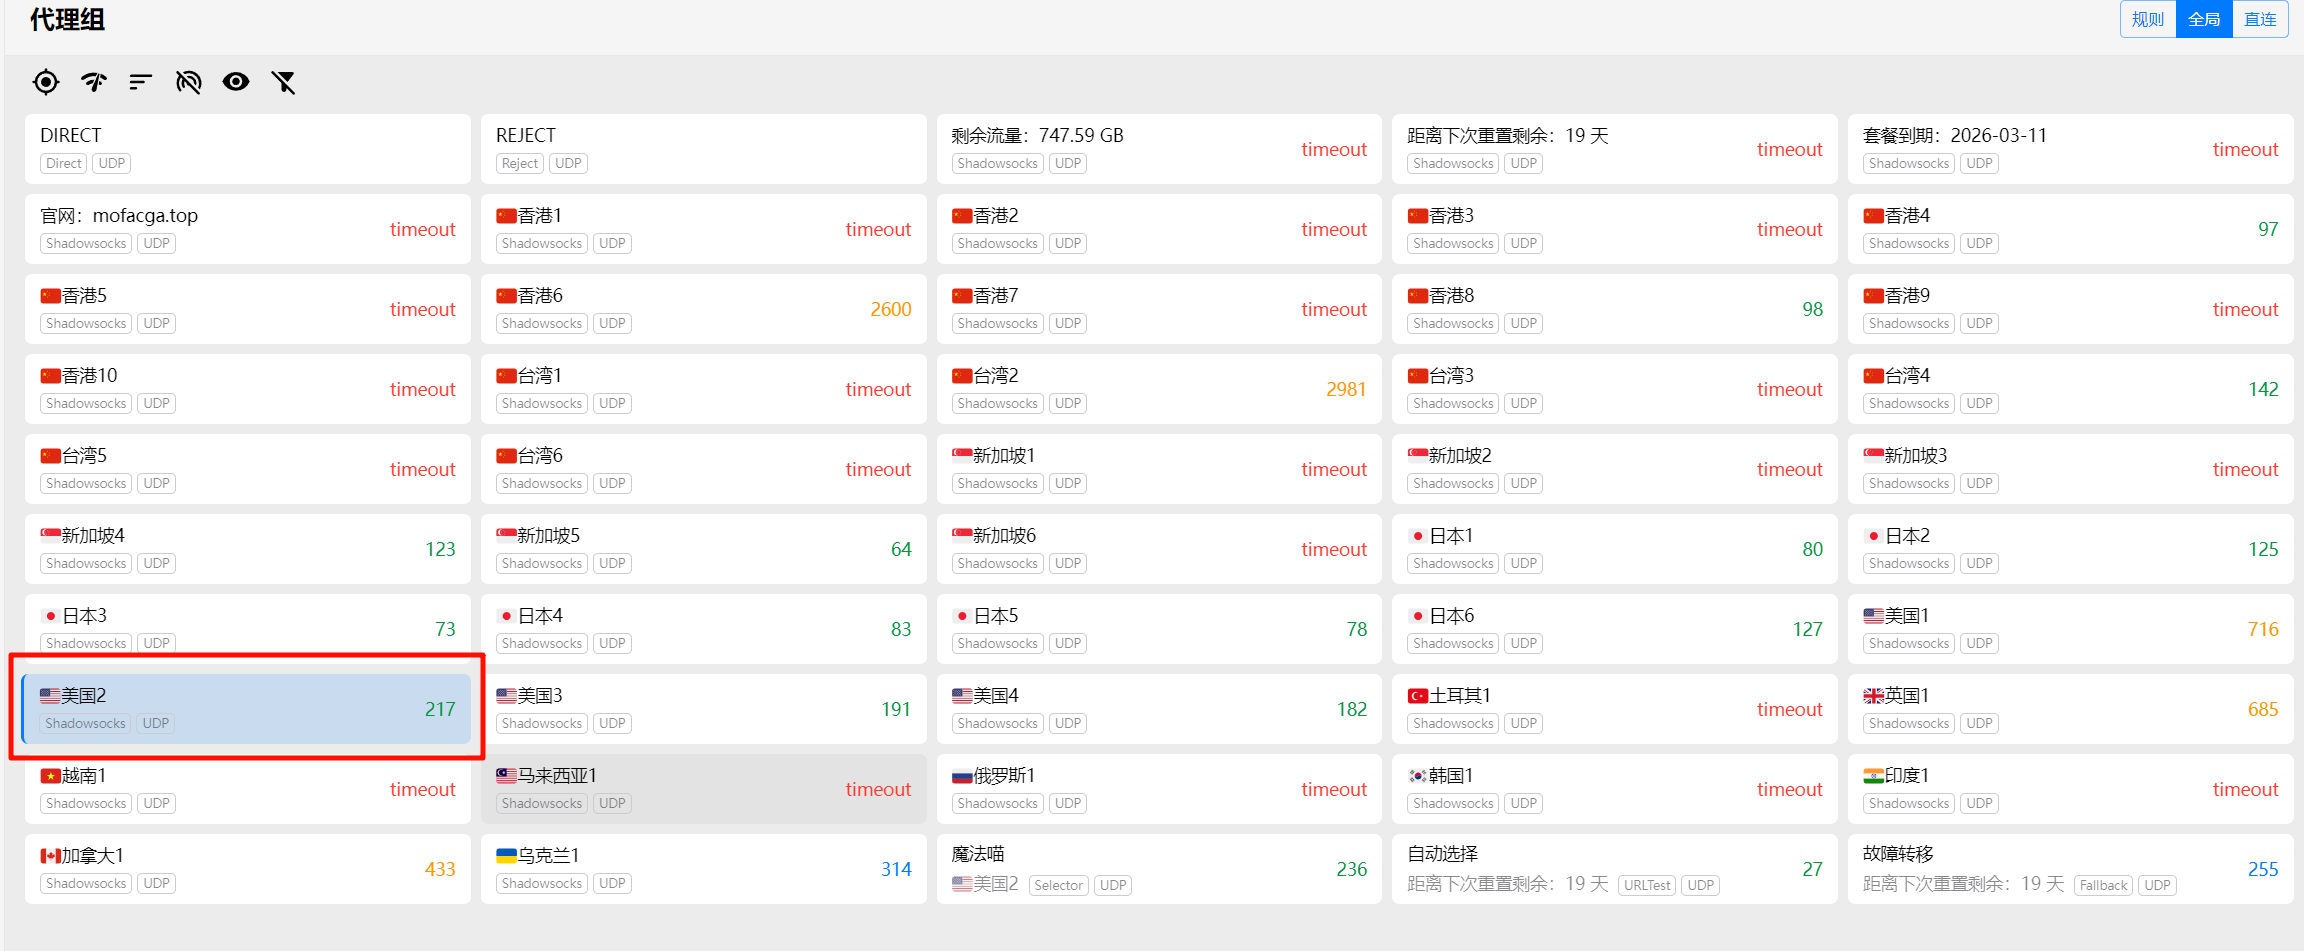 代理组
规则 全局 直连
DIRECT
Direct UDP
REJECT
Reject UDP
剩余流量：747.59 GB
Shadowsocks UDP
timeout
距离下次重置剩余：19 天
Shadowsocks UDP
timeout
套餐到期：2026-03-11
Shadowsocks UDP
timeout
官网：mofacga.top
Shadowsocks UDP
timeout
香港1
Shadowsocks UDP
timeout
香港2
Shadowsocks UDP
timeout
香港3
Shadowsocks UDP
timeout
香港4
Shadowsocks UDP
97
香港5
Shadowsocks UDP
timeout
香港6
Shadowsocks UDP
2600
香港7
Shadowsocks UDP
timeout
香港8
Shadowsocks UDP
98
香港9
Shadowsocks UDP
timeout
香港10
Shadowsocks UDP
timeout
台湾1
Shadowsocks UDP
timeout
台湾2
Shadowsocks UDP
2981
台湾3
Shadowsocks UDP
timeout
台湾4
Shadowsocks UDP
142
台湾5
Shadowsocks UDP
timeout
台湾6
Shadowsocks UDP
timeout
新加坡1
Shadowsocks UDP
timeout
新加坡2
Shadowsocks UDP
timeout
新加坡3
Shadowsocks UDP
timeout
新加坡4
Shadowsocks UDP
123
新加坡5
Shadowsocks UDP
64
新加坡6
Shadowsocks UDP
timeout
日本1
Shadowsocks UDP
80
日本2
Shadowsocks UDP
125
日本3
Shadowsocks UDP
73
日本4
Shadowsocks UDP
83
日本5
Shadowsocks UDP
78
日本6
Shadowsocks UDP
127
美国1
Shadowsocks UDP
716
美国2
Shadowsocks UDP
217
美国3
Shadowsocks UDP
191
美国4
Shadowsocks UDP
182
土耳其1
Shadowsocks UDP
timeout
英国1
Shadowsocks UDP
685
越南1
Shadowsocks UDP
timeout
马来西亚1
Shadowsocks UDP
timeout
俄罗斯1
Shadowsocks UDP
timeout
韩国1
Shadowsocks UDP
timeout
印度1
Shadowsocks UDP
timeout
加拿大1
Shadowsocks UDP
433
乌克兰1
Shadowsocks UDP
314
魔法喵
美国2 Selector UDP
236
自动选择
距离下次重置剩余：19 天 URLTest UDP
27
故障转移
距离下次重置剩余：19 天 Fallback UDP
255